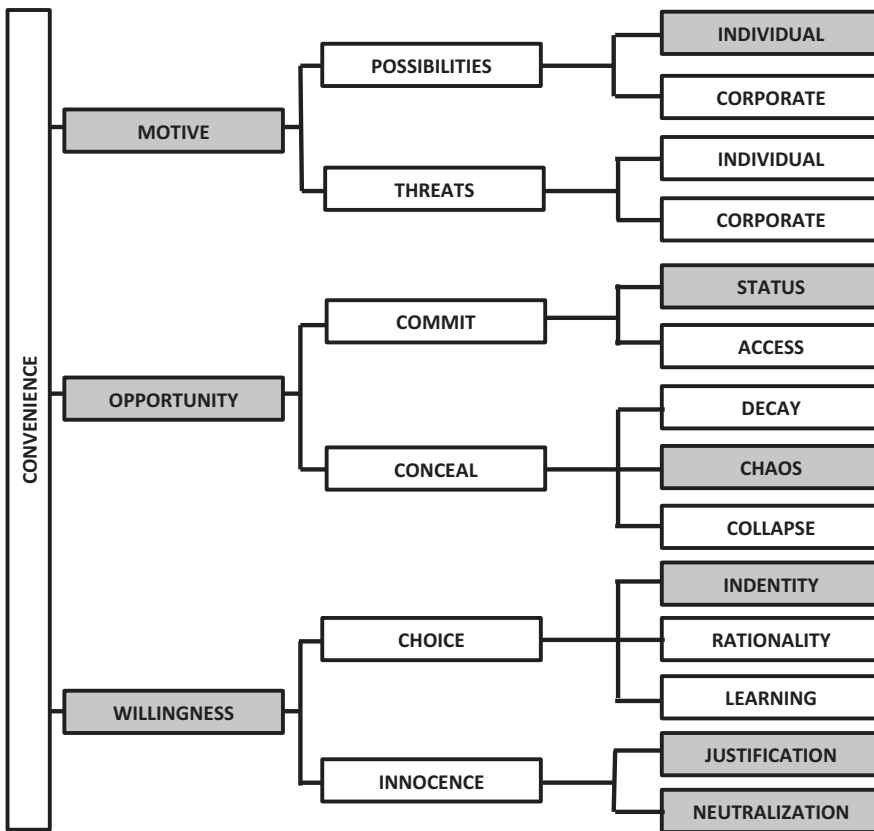 CONVENIENCE
MOTIVE
POSSIBILITIES
INDIVIDUAL
CORPORATE
THREATS
INDIVIDUAL
CORPORATE
OPPORTUNITY
COMMIT
STATUS
ACCESS
CONCEAL
DECAY
CHAOS
COLLAPSE
WILLINGNESS
CHOICE
INDENTITY
RATIONALITY
LEARNING
INNOCENCE
JUSTIFICATION
NEUTRALIZATION